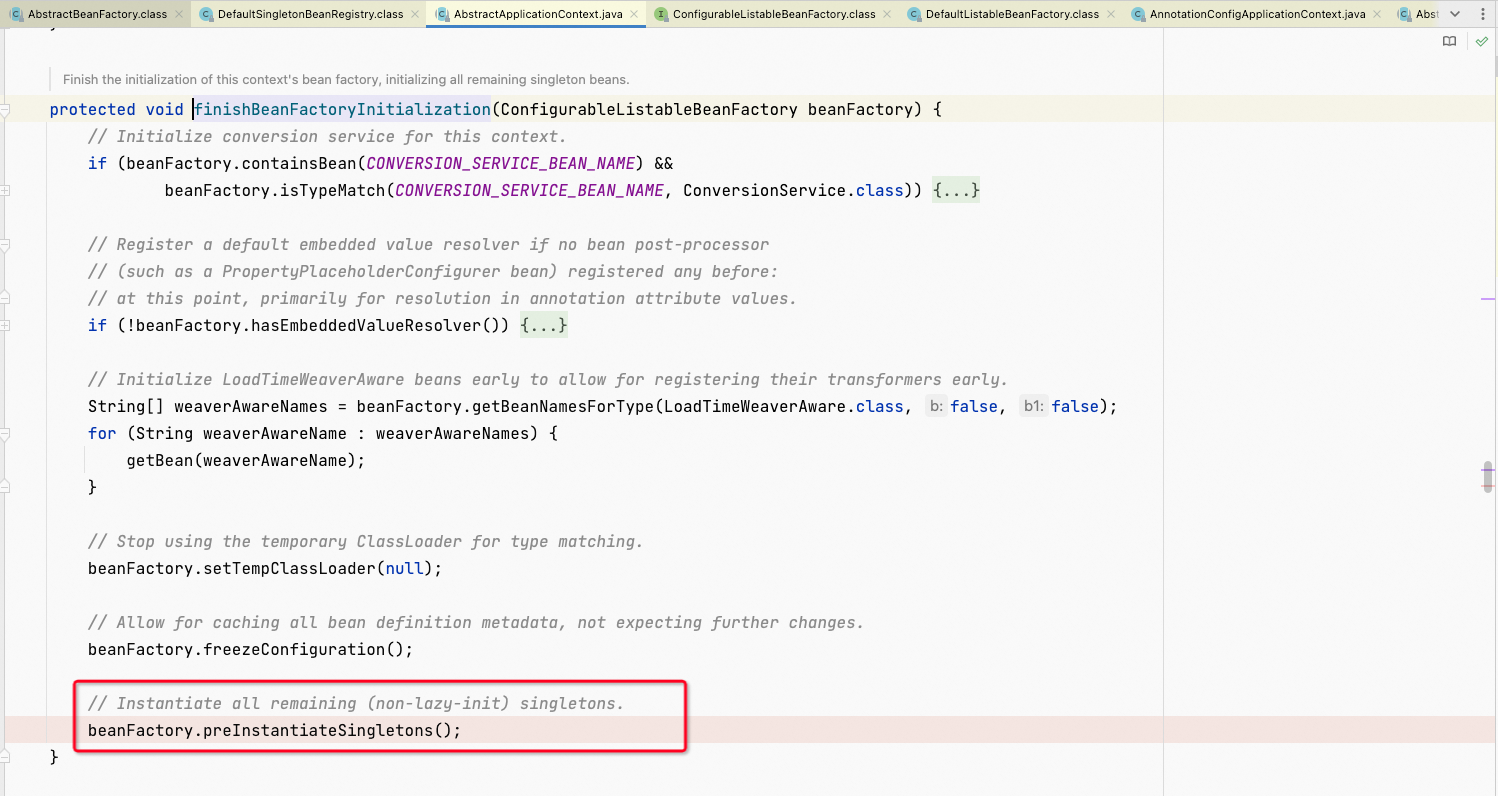 AbstractBeanFactory.class DefaultSingletonBeanRegistry.class AbstractApplicationContext.java ConfigurableListableBeanFactory.class DefaultListableBeanFactory.class AnnotationConfigApplicationContext.java Abst
Finish the initialization of this context's bean factory, initializing all remaining singleton beans.
protected void finishBeanFactoryInitialization(ConfigurableListableBeanFactory beanFactory) {
// Initialize conversion service for this context.
if (beanFactory.containsBean(CONVERSION_SERVICE_BEAN_NAME) &&
beanFactory.isTypeMatch(CONVERSION_SERVICE_BEAN_NAME, ConversionService.class)) {...}
// Register a default embedded value resolver if no bean post-processor
// (such as a PropertyPlaceholderConfigurer bean) registered any before:
// at this point, primarily for resolution in annotation attribute values.
if (!beanFactory.hasEmbeddedValueResolver()) {...}
// Initialize LoadTimeWeaverAware beans early to allow for registering their transformers early.
String[] weaverAwareNames = beanFactory.getBeanNamesForType(LoadTimeWeaverAware.class, b: false, b1: false);
for (String weaverAwareName : weaverAwareNames) {
getBean(weaverAwareName);
}
// Stop using the temporary ClassLoader for type matching.
beanFactory.setTempClassLoader(null);
// Allow for caching all bean definition metadata, not expecting further changes.
beanFactory.freezeConfiguration();
// Instantiate all remaining (non-lazy-init) singletons.
beanFactory.preInstantiateSingletons();
}